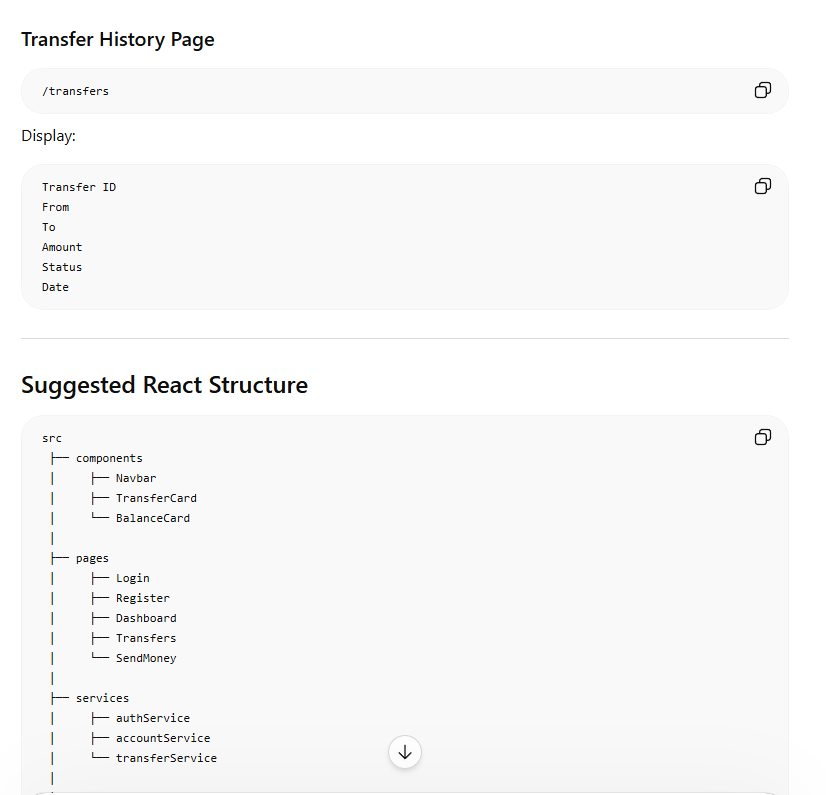 Transfer History Page
/transfers
Display:
Transfer ID
From
To
Amount
Status
Date
Suggested React Structure
src
├── components
│    ├── Navbar
│    ├── TransferCard
│    └── BalanceCard
│
├── pages
│    ├── Login
│    ├── Register
│    ├── Dashboard
│    ├── Transfers
│    └── SendMoney
│
├── services
│    ├── authService
│    ├── accountService
│    └── transferService
│